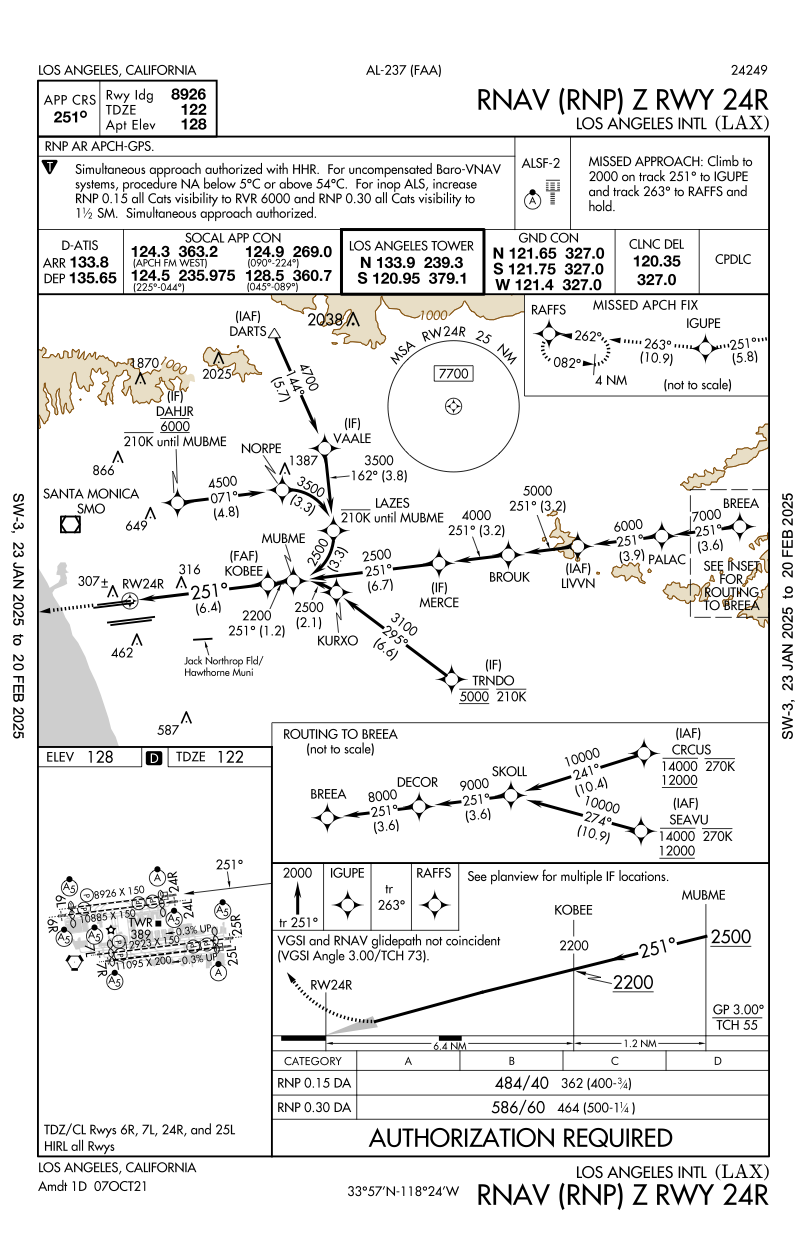 LOS ANGELES, CALIFORNIA
AL-237 (FAA)
24249
APP CRS
251°
Rwy Idg 8926
TDZE 122
Apt Elev 128
RNAV (RNP) Z RWY 24R
LOS ANGELES INTL (LAX)
RNP AR APCH-GPS.
T
Simultaneous approach authorized with HHR. For uncompensated Baro-VNAV
systems, procedure NA below 5°C or above 54°C. For inop ALS, increase
RNP 0.15 all Cats visibility to RVR 6000 and RNP 0.30 all Cats visibility to
1½ SM. Simultaneous approach authorized.
ALSF-2
A
MISSED APPROACH: Climb to
2000 on track 251° to IGUPE
and track 263° to RAFFS and
hold.
D-ATIS
ARR 133.8
DEP 135.65
SOCAL APP CON
124.3 363.2 124.9 269.0
(APCH FM WEST) (090°-224°)
124.5 235.975 128.5 360.7
(225°-044°) (045°-089°)
LOS ANGELES TOWER
N 133.9 239.3
S 120.95 379.1
GND CON
N 121.65 327.0
S 121.75 327.0
W 121.4 327.0
CLNC DEL
120.35
327.0
CPDLC
(IAF)
DARTS
2038
1000
4700
144°
(5.7)
MSA RW24R 25 NM
7700
MISSED APCH FIX
RAFFS
262°
082°
4 NM
263°
(10.9)
IGUPE
251°
(5.8)
(not to scale)
1870
1000
2025
(IF)
DAHJR
6000
210K until MUBME
866
649
SANTA MONICA
SMO
4500
071°
(4.8)
NORPE
1387
3500
(3.3)
(IF)
VAALE
3500
162° (3.8)
LAZES
210K until MUBME
2500
(3.3)
MUBME
(FAF)
KOBEE
316
307±
RW24R
251°
(6.4)
2200
251° (1.2)
2500
(2.1)
KURXO
2500
251°
(6.7)
(IF)
MERCE
4000
251° (3.2)
BROUK
5000
251° (3.2)
(IAF)
LIVVN
6000
251°
(3.9)
PALAC
7000
251°
(3.6)
BREEA
SEE INSET
FOR
ROUTING
TO BREEA
3100
295°
(6.6)
(IF)
TRNDO
5000 210K
462
Jack Northrop Fld/
Hawthorne Muni
587
SW-3, 23 JAN 2025 to 20 FEB 2025
SW-3, 23 JAN 2025 to 20 FEB 2025
ROUTING TO BREEA
(not to scale)
BREEA
8000
251°
(3.6)
DECOR
9000
251°
(3.6)
SKOLL
10000
241°
(10.4)
(IAF)
CRCUS
14000 270K
12000
10000
274°
(10.9)
(IAF)
SEAVU
14000 270K
12000
ELEV 128
D
TDZE 122
251°
A5
A
8926 X 150
24R
6L
10885 X 150
24L
6R
TWR
389
0.3% UP
12923 X 150
25R
7L
11095 X 200
0.3% UP
25L
7R
A5
A
TDZ/CL Rwys 6R, 7L, 24R, and 25L
HIRL all Rwys
2000
tr 251°
IGUPE
tr
263°
RAFFS
See planview for multiple IF locations.
VGSI and RNAV glidepath not coincident
(VGSI Angle 3.00/TCH 73).
RW24R
KOBEE
2200
2200
251°
MUBME
2500
GP 3.00°
TCH 55
6.4 NM
1.2 NM
CATEGORY A B C D
RNP 0.15 DA 484/40 362 (400-¾)
RNP 0.30 DA 586/60 464 (500-1¼)
AUTHORIZATION REQUIRED
LOS ANGELES, CALIFORNIA
Amdt 1D 07OCT21
33°57'N-118°24'W
LOS ANGELES INTL (LAX)
RNAV (RNP) Z RWY 24R